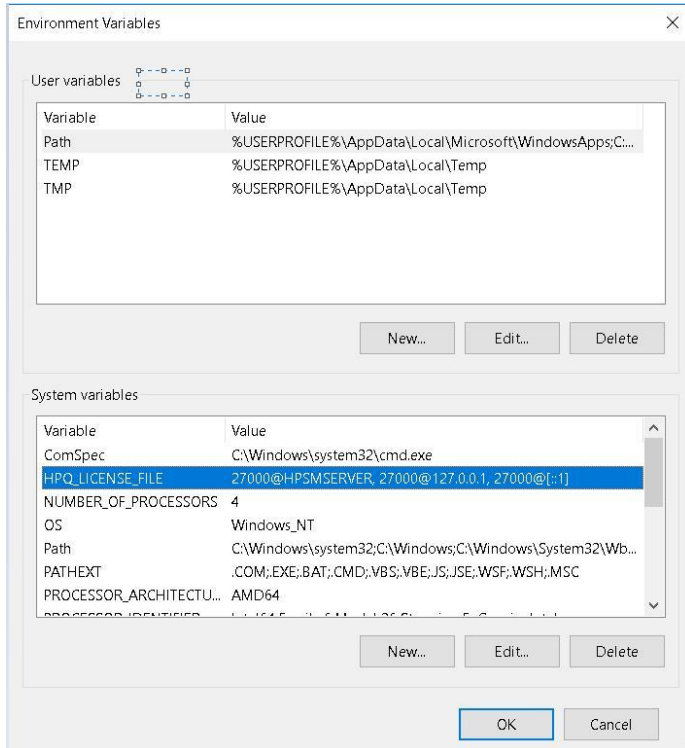 Environment Variables
User variables
Variable Value
Path %USERPROFILE%\AppData\Local\Microsoft\WindowsApps;C:...
TEMP %USERPROFILE%\AppData\Local\Temp
TMP %USERPROFILE%\AppData\Local\Temp
New... Edit... Delete
System variables
Variable Value
ComSpec C:\Windows\system32\cmd.exe
HPQ_LICENSE_FILE 27000@HPSMSERVER, 27000@127.0.0.1, 27000@[::1]
NUMBER_OF_PROCESSORS 4
OS Windows_NT
Path C:\Windows\system32;C:\Windows;C:\Windows\System32\Wb...
PATHEXT .COM;.EXE;.BAT;.CMD;.VBS;.VBE;.JS;.JSE;.WSF;.WSH;.MSC
PROCESSOR_ARCHITECTU... AMD64
New... Edit... Delete
OK Cancel